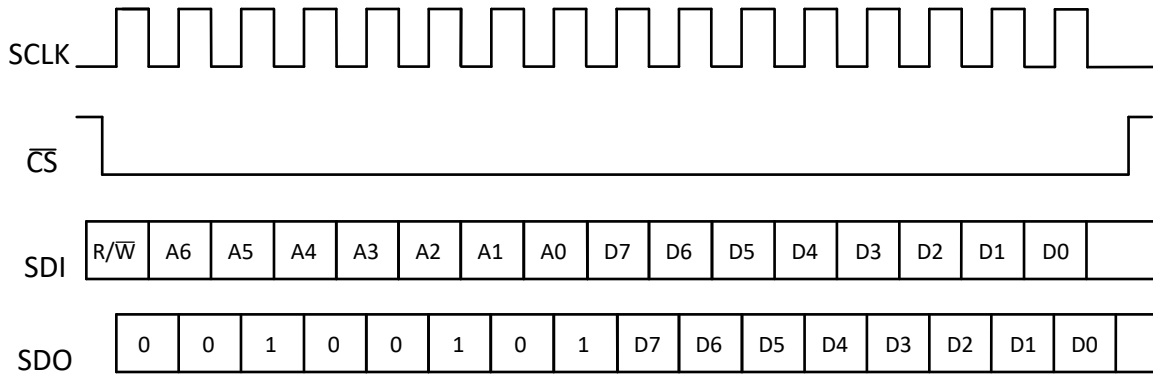 SCLK
C̅S̅
SDI R/W̅ A6 A5 A4 A3 A2 A1 A0 D7 D6 D5 D4 D3 D2 D1 D0
SDO 0 0 1 0 0 1 0 1 D7 D6 D5 D4 D3 D2 D1 D0